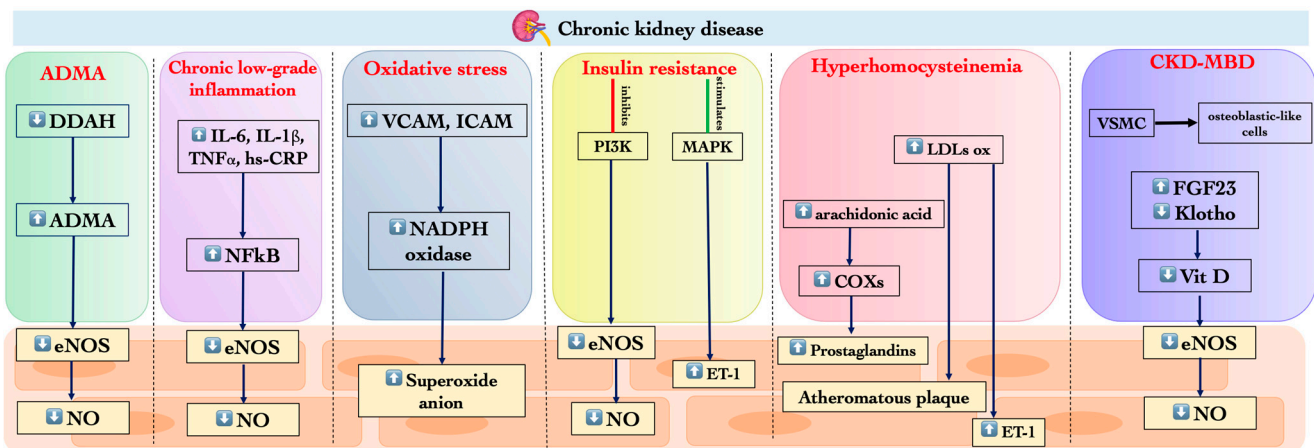 Chronic kidney disease
ADMA
DDAH
ADMA
eNOS
NO
Chronic low-grade
inflammation
IL-6, IL-1β,
TNFα, hs-CRP
NFkB
eNOS
NO
Oxidative stress
VCAM, ICAM
NADPH
oxidase
Superoxide
anion
Insulin resistance
inhibits
stimulates
PI3K
MAPK
eNOS
NO
ET-1
Hyperhomocysteinemia
LDLs ox
arachidonic acid
COXs
Prostaglandins
Atheromatous plaque
ET-1
CKD-MBD
VSMC
osteoblastic-like
cells
FGF23
Klotho
Vit D
eNOS
NO